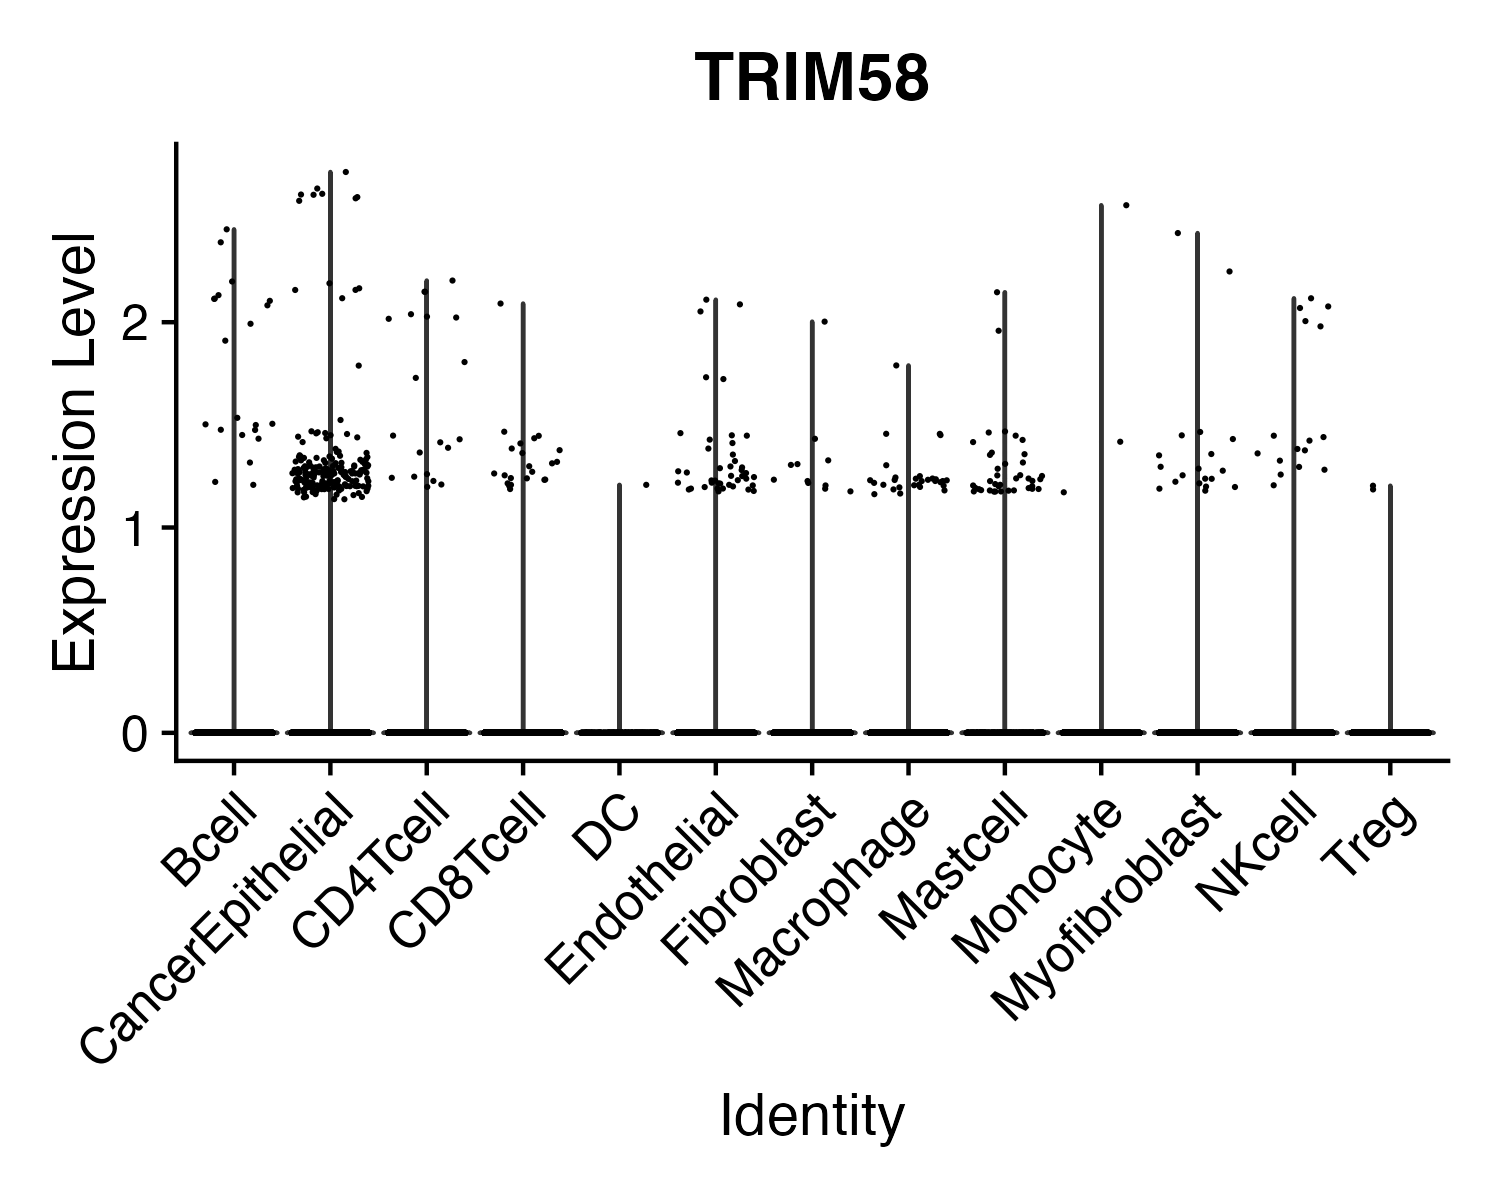 TRIM58
Expression Level
2
1
0
Bcell
CancerEpithelial
CD4Tcell
CD8Tcell
DC
Endothelial
Fibroblast
Macrophage
Mastcell
Monocyte
Myofibroblast
NKcell
Treg
Identity